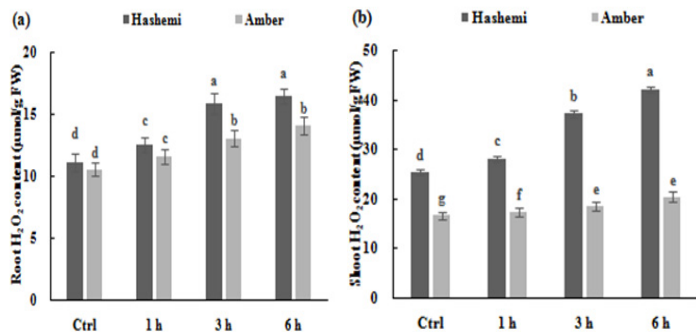 (a)
Hashemi Amber
Root H₂O₂ content (µmol/g FW)
20
15
10
5
0
d d c c a b a b
Ctrl 1 h 3 h 6 h
(b)
Hashemi Amber
Shoot H₂O₂ content (µmol/g FW)
50
40
30
20
10
0
d g c f b e a e
Ctrl 1 h 3 h 6 h